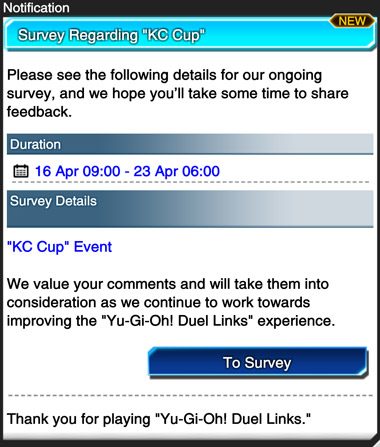 Notification
NEW
Survey Regarding "KC Cup"
Please see the following details for our ongoing
survey, and we hope you'll take some time to share
feedback.
Duration
16 Apr 09:00 - 23 Apr 06:00
Survey Details
"KC Cup" Event
We value your comments and will take them into
consideration as we continue to work towards
improving the "Yu-Gi-Oh! Duel Links" experience.
To Survey
Thank you for playing "Yu-Gi-Oh! Duel Links."